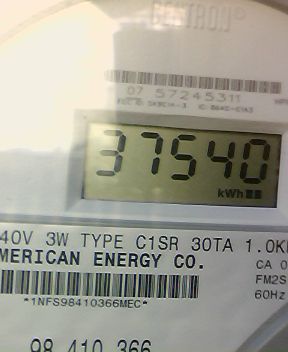 CENTRON®
07 57245311
37540
kWh
40V 3W TYPE C1SR 30TA 1.0K
MERICAN ENERGY CO.
CA 0
FM2S
*1NFS98410366MEC*
60Hz
98 410 366